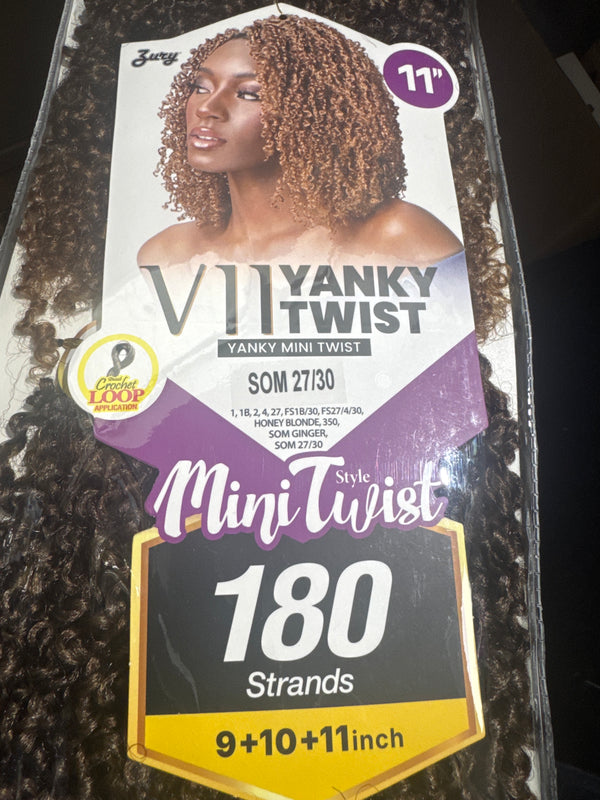 Zury
11"
VII YANKY
TWIST
YANKY MINI TWIST
SOM 27/30
1, 1B, 2, 4, 27, FS1B/30, FS27/4/30,
HONEY BLONDE, 350,
SOM GINGER,
SOM 27/30
Crochet
LOOP
APPLICATION
Style
Mini Twist
180
Strands
9+10+11inch